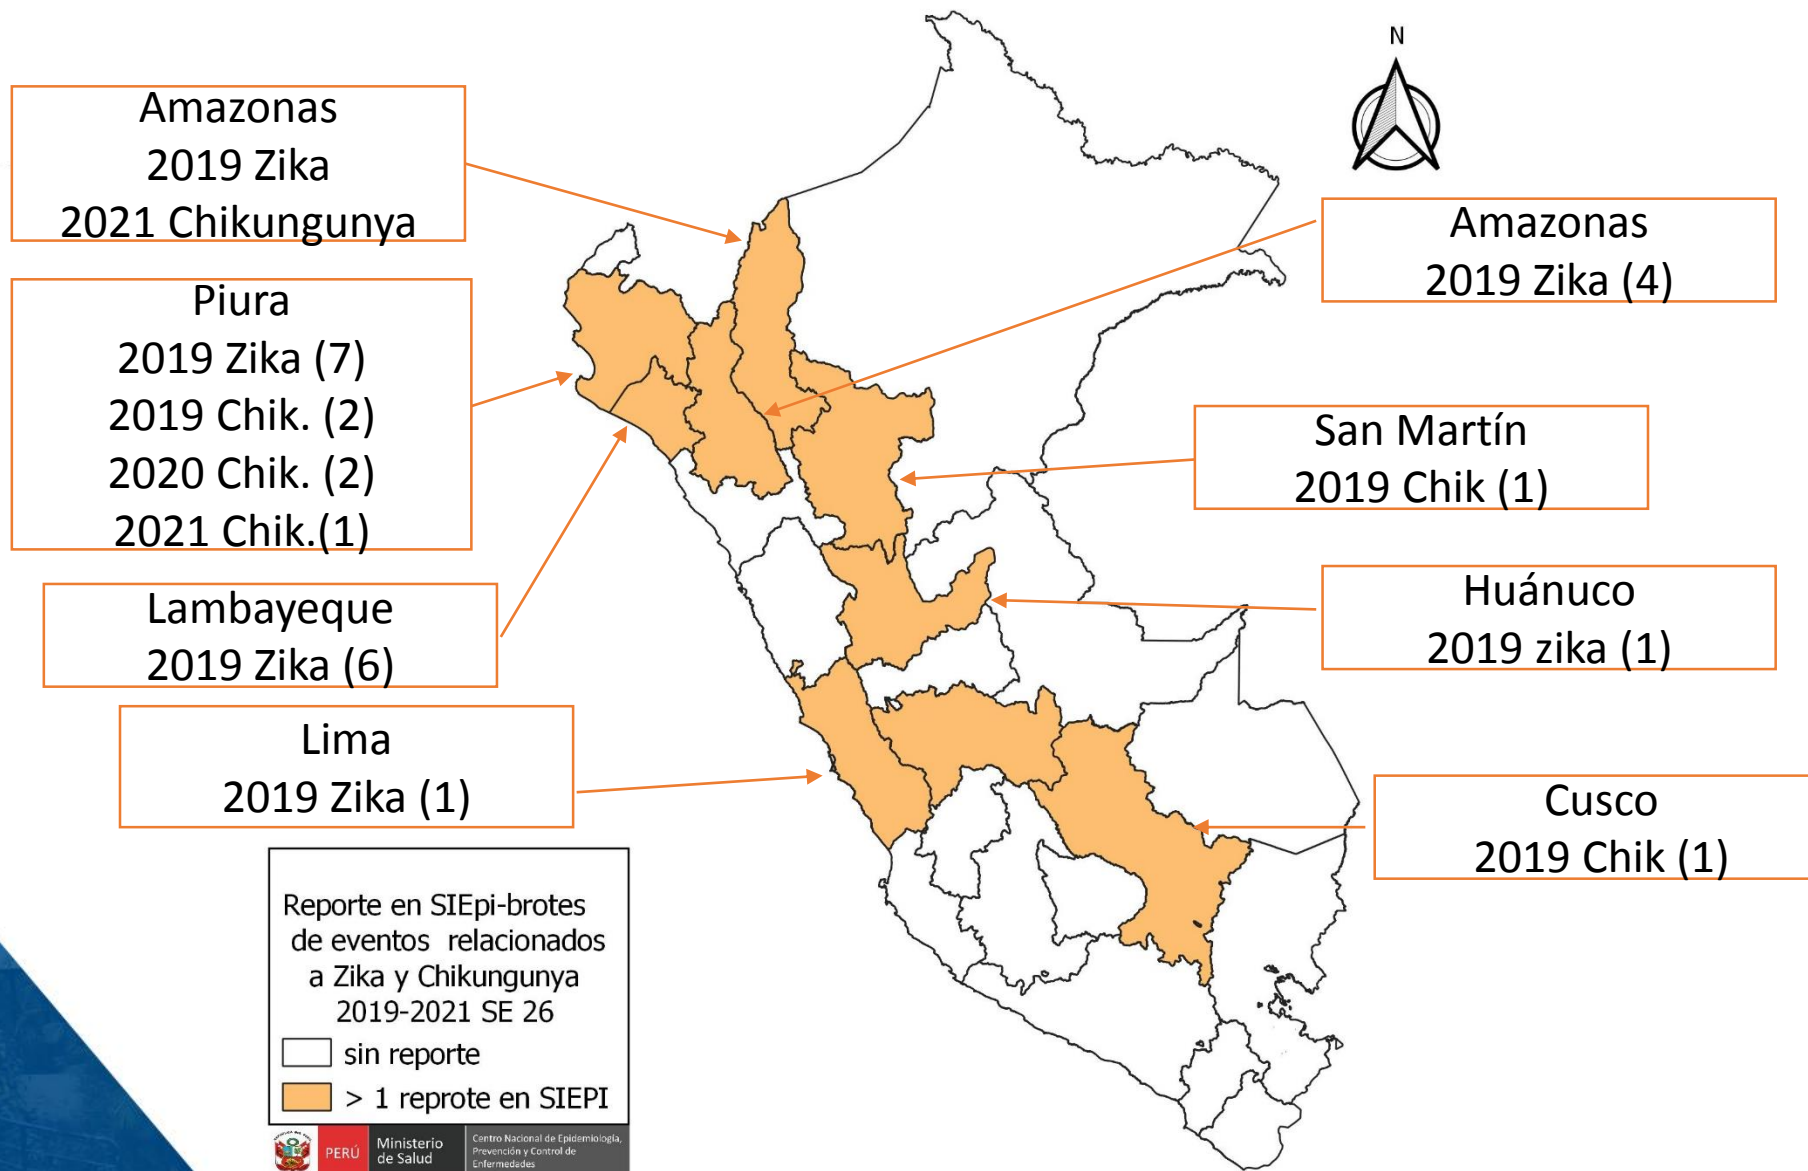 N
Amazonas
2019 Zika
2021 Chikungunya
Amazonas
2019 Zika (4)
Piura
2019 Zika (7)
2019 Chik. (2)
2020 Chik. (2)
2021 Chik.(1)
San Martín
2019 Chik (1)
Lambayeque
2019 Zika (6)
Huánuco
2019 zika (1)
Lima
2019 Zika (1)
Cusco
2019 Chik (1)
Reporte en SIEpi-brotes
de eventos relacionados
a Zika y Chikungunya
2019-2021 SE 26
sin reporte
> 1 reprote en SIEPI
PERÚ
Ministerio
de Salud
Centro Nacional de Epidemiología,
Prevención y Control de
Enfermedades